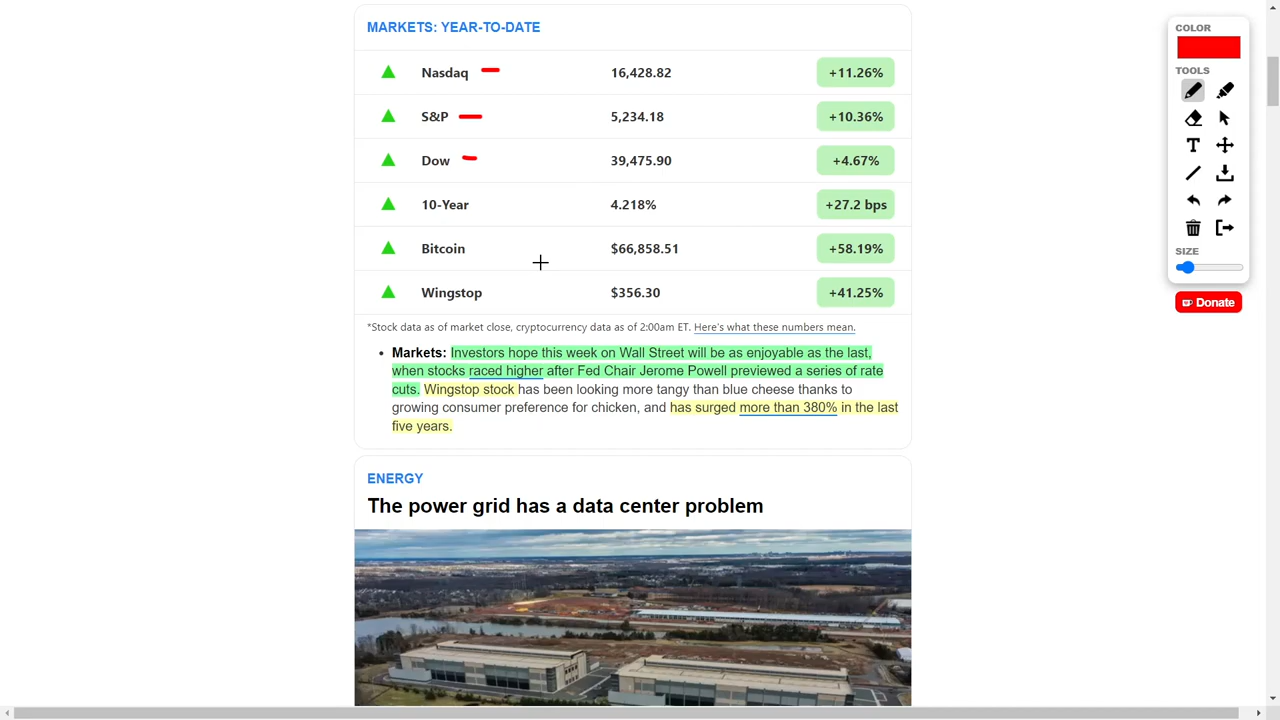 MARKETS: YEAR-TO-DATE
Nasdaq 16,428.82 +11.26%
S&P 5,234.18 +10.36%
Dow 39,475.90 +4.67%
10-Year 4.218% +27.2 bps
Bitcoin $66,858.51 +58.19%
Wingstop $356.30 +41.25%
*Stock data as of market close, cryptocurrency data as of 2:00am ET. Here's what these numbers mean.
• Markets: Investors hope this week on Wall Street will be as enjoyable as the last,
when stocks raced higher after Fed Chair Jerome Powell previewed a series of rate
cuts. Wingstop stock has been looking more tangy than blue cheese thanks to
growing consumer preference for chicken, and has surged more than 380% in the last
five years.
ENERGY
The power grid has a data center problem
COLOR
TOOLS
T
SIZE
Donate